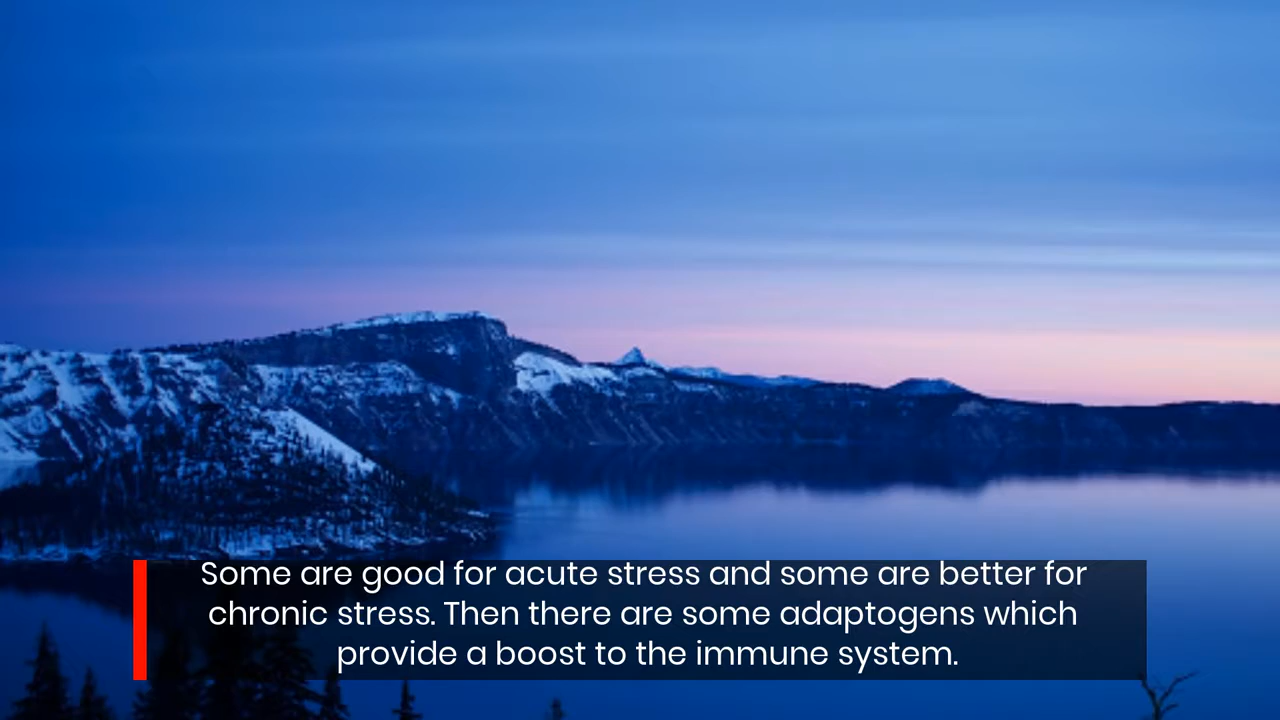 Some are good for acute stress and some are better for
chronic stress. Then there are some adaptogens which
provide a boost to the immune system.